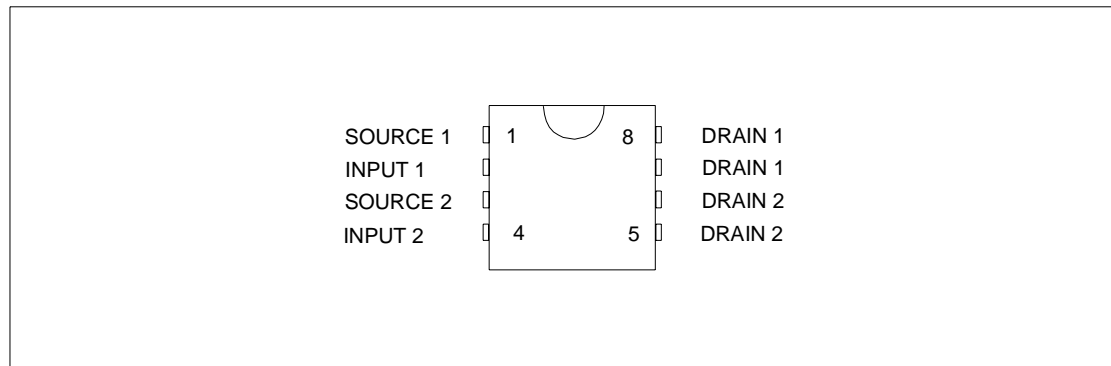 SOURCE 1 1 8 DRAIN 1
INPUT 1 DRAIN 1
SOURCE 2 DRAIN 2
INPUT 2 4 5 DRAIN 2